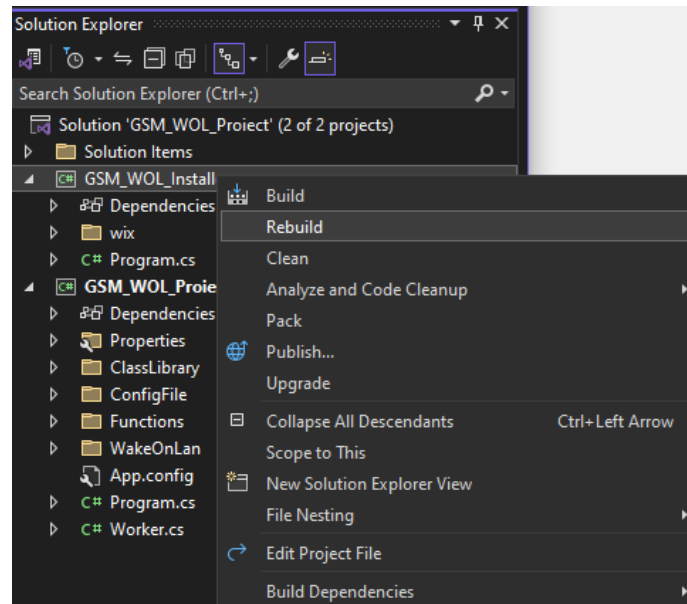 Solution Explorer
Search Solution Explorer (Ctrl+;)
Solution 'GSM_WOL_Proiect' (2 of 2 projects)
Solution Items
GSM_WOL_Install
Dependencies
wix
C# Program.cs
GSM_WOL_Proie
Dependencies
Properties
ClassLibrary
ConfigFile
Functions
WakeOnLan
App.config
C# Program.cs
C# Worker.cs
Build
Rebuild
Clean
Analyze and Code Cleanup
Pack
Publish...
Upgrade
Collapse All Descendants Ctrl+Left Arrow
Scope to This
New Solution Explorer View
File Nesting
Edit Project File
Build Dependencies